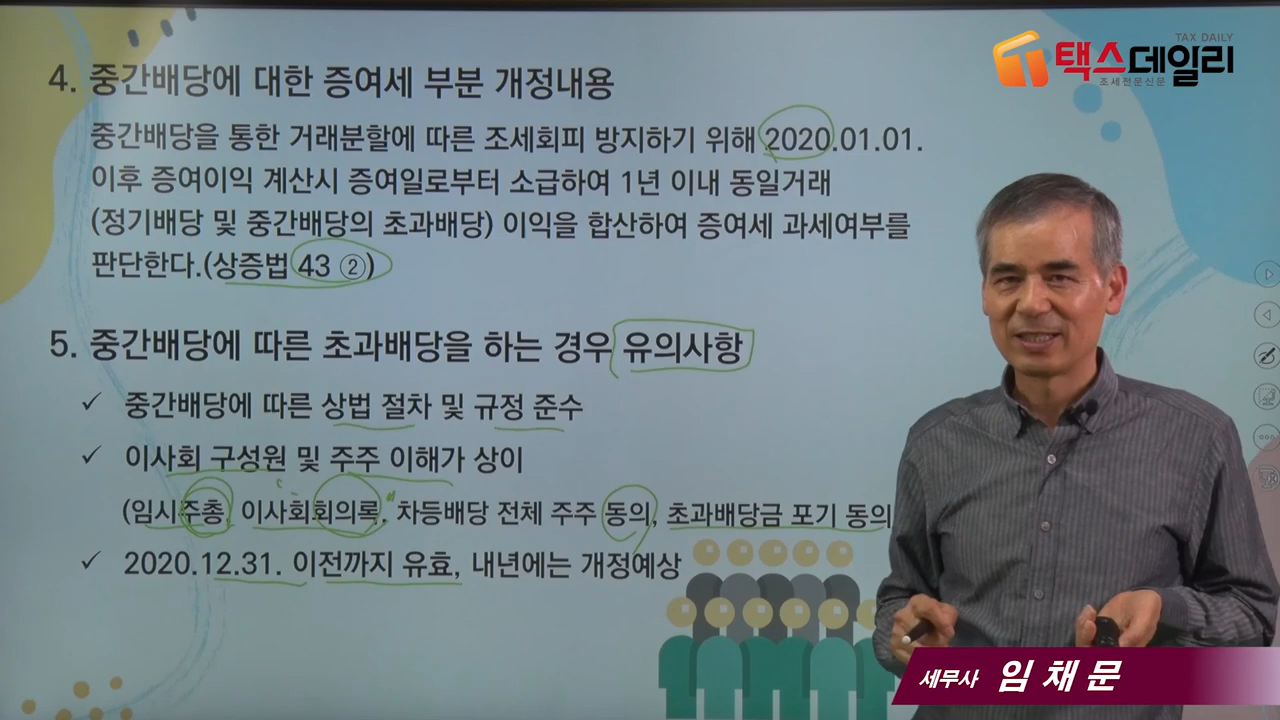 TAX DAILY
택스데일리
조세전문신문
4. 중간배당에 대한 증여세 부분 개정내용
중간배당을 통한 거래분할에 따른 조세회피 방지하기 위해 2020.01.01.
이후 증여이익 계산시 증여일로부터 소급하여 1년 이내 동일거래
(정기배당 및 중간배당의 초과배당) 이익을 합산하여 증여세 과세여부를
판단한다.(상증법 43 ②)
5. 중간배당에 따른 초과배당을 하는 경우 유의사항
✓ 중간배당에 따른 상법 절차 및 규정 준수
✓ 이사회 구성원 및 주주 이해가 상이
(임시주총, 이사회회의록, 차등배당 전체 주주 동의, 초과배당금 포기 동의
✓ 2020.12.31. 이전까지 유효, 내년에는 개정예상
세무사 임채문